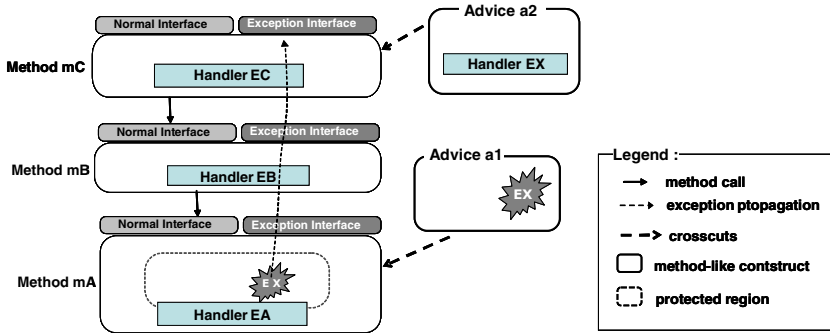 Normal Interface Exception Interface
Method mC
Handler EC
Advice a2
Handler EX
Normal Interface Exception Interface
Method mB
Handler EB
Advice a1
EX
Normal Interface Exception Interface
Method mA
E X
Handler EA
Legend :
method call
exception ptopagation
crosscuts
method-like contstruct
protected region